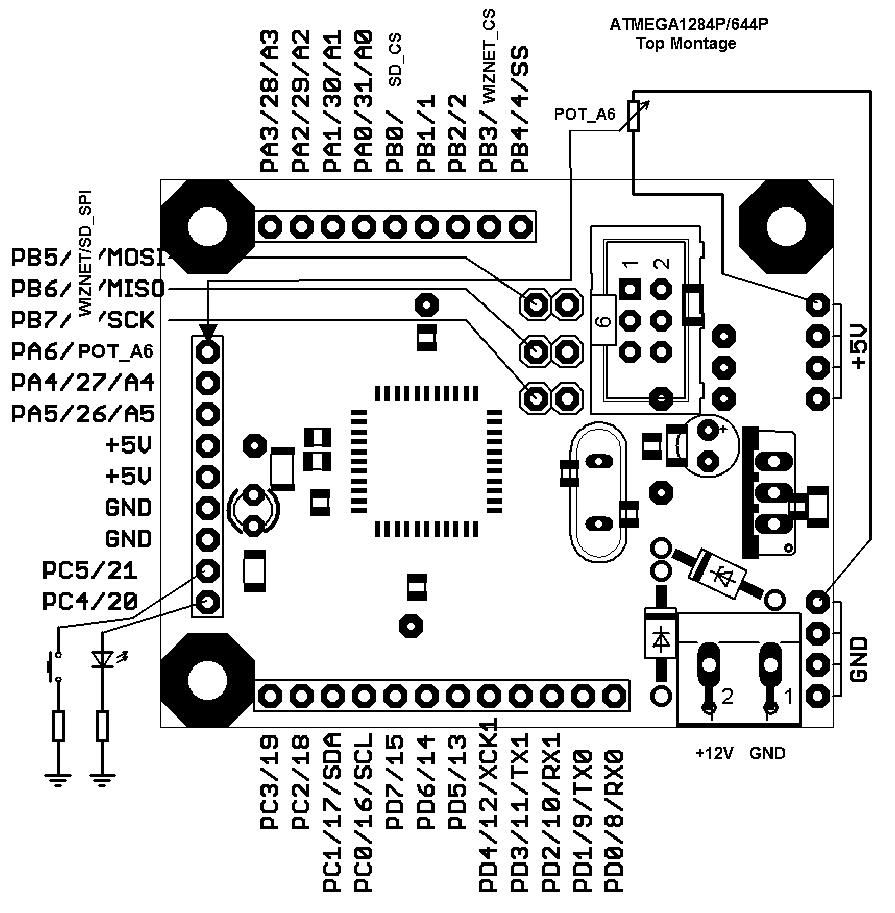 ATMEGA1284P/644P
Top Montage
PA3/28/A3
PA2/29/A2
PA1/30/A1
PA0/31/A0
PB0/ SD_CS
PB1/1
PB2/2
PB3/ WIZNET_CS
PB4/4/SS
POT_A6
WIZNET/SD_SPI
PB5/ /MOSI
PB6/ /MISO
PB7/ /SCK
PA6/ POT_A6
PA4/27/A4
PA5/26/A5
+5V
+5V
GND
GND
PC5/21
PC4/20
1 2
6
+5V
+
GND
2 1
+12V GND
PC3/19
PC2/18
PC1/17/SDA
PC0/16/SCL
PD7/15
PD6/14
PD5/13
PD4/12/XCK1
PD3/11/TX1
PD2/10/RX1
PD1/9/TX0
PD0/8/RX0